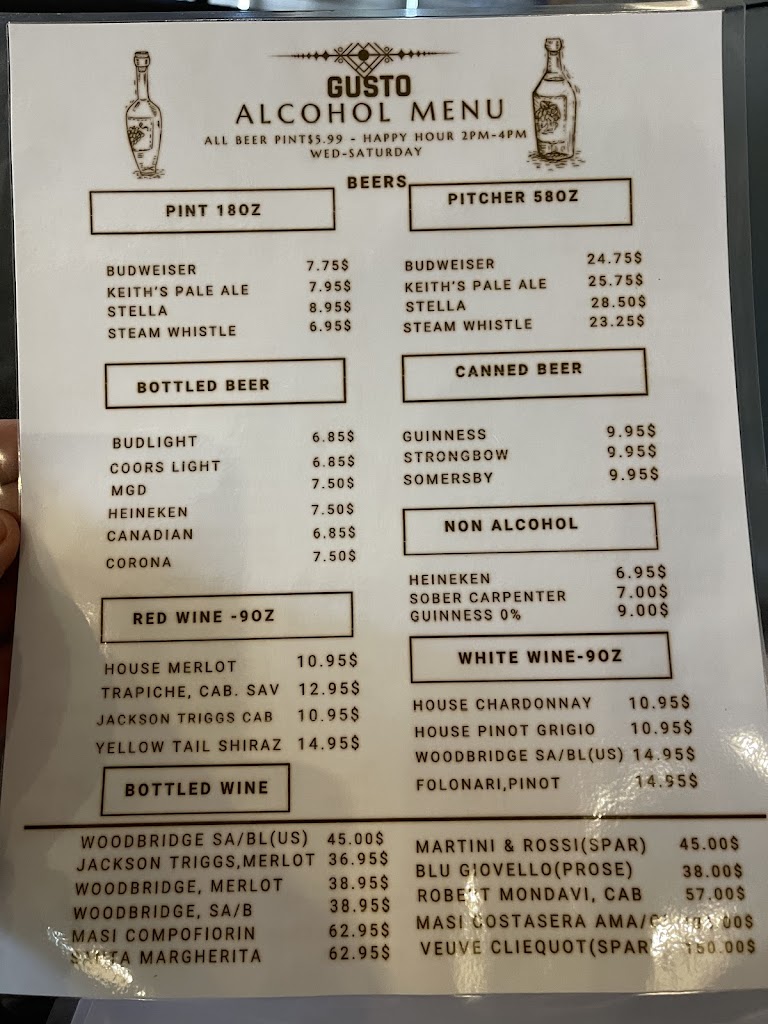 GUSTO
ALCOHOL MENU
ALL BEER PINT$5.99 - HAPPY HOUR 2PM-4PM
WED-SATURDAY
BEERS
PINT 18OZ
BUDWEISER 7.75$
KEITH'S PALE ALE 7.95$
STELLA 8.95$
STEAM WHISTLE 6.95$
PITCHER 58OZ
BUDWEISER 24.75$
KEITH'S PALE ALE 25.75$
STELLA 28.50$
STEAM WHISTLE 23.25$
BOTTLED BEER
BUDLIGHT 6.85$
COORS LIGHT 6.85$
MGD 7.50$
HEINEKEN 7.50$
CANADIAN 6.85$
CORONA 7.50$
CANNED BEER
GUINNESS 9.95$
STRONGBOW 9.95$
SOMERSBY 9.95$
NON ALCOHOL
HEINEKEN 6.95$
SOBER CARPENTER 7.00$
GUINNESS 0% 9.00$
RED WINE -9OZ
HOUSE MERLOT 10.95$
TRAPICHE, CAB. SAV 12.95$
JACKSON TRIGGS CAB 10.95$
YELLOW TAIL SHIRAZ 14.95$
WHITE WINE-9OZ
HOUSE CHARDONNAY 10.95$
HOUSE PINOT GRIGIO 10.95$
WOODBRIDGE SA/BL(US) 14.95$
FOLONARI,PINOT 14.95$
BOTTLED WINE
WOODBRIDGE SA/BL(US) 45.00$
JACKSON TRIGGS,MERLOT 36.95$
WOODBRIDGE, MERLOT 38.95$
WOODBRIDGE, SA/B 38.95$
MASI COMPOFIORIN 62.95$
SANTA MARGHERITA 62.95$
MARTINI & ROSSI(SPAR) 45.00$
BLU GIOVELLO(PROSE) 38.00$
ROBERT MONDAVI, CAB 57.00$
MASI COSTASERA
VEUVE CLIEQUOT(SPAR 150.00$